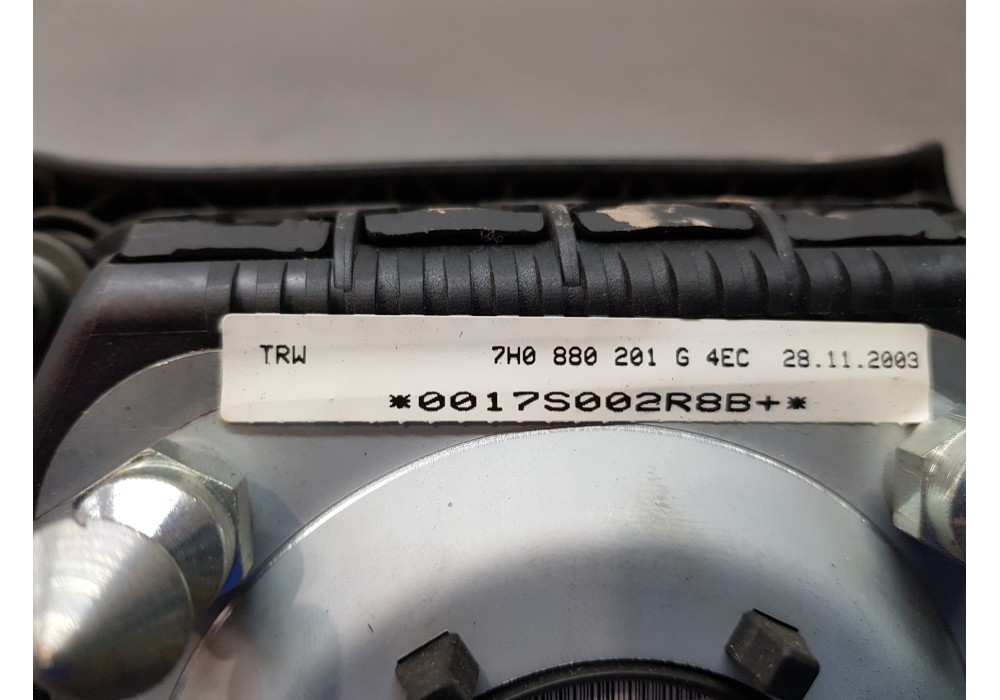 TRW 7H0 880 201 G 4EC 28.11.2003
*0017S002R8B+*